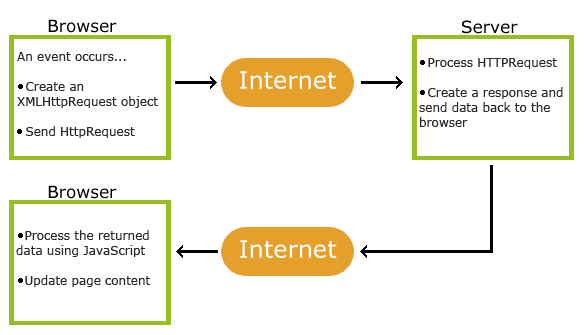 Browser
An event occurs...
•Create an
XMLHttpRequest object
• Send HttpRequest
Internet
Server
•Process HTTPRequest
•Create a response and
send data back to the
browser
Browser
•Process the returned
data using JavaScript
•Update page content
Internet